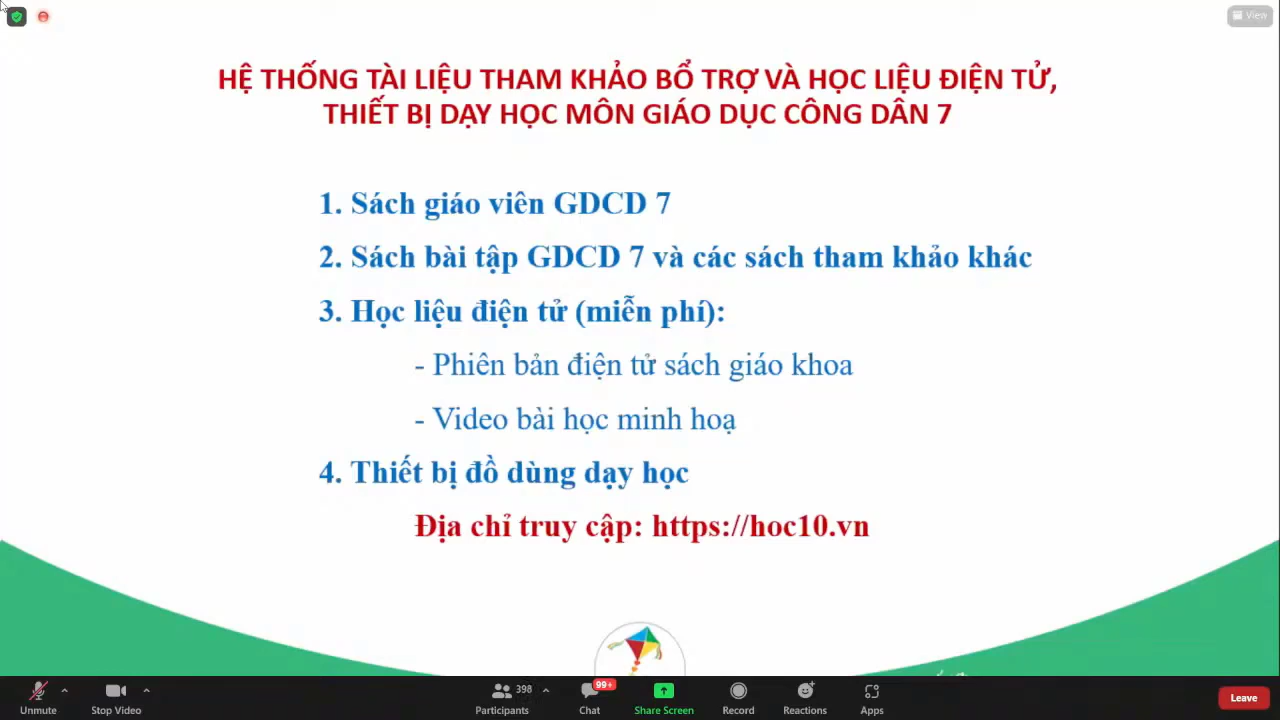 View
HỆ THỐNG TÀI LIỆU THAM KHẢO BỔ TRỢ VÀ HỌC LIỆU ĐIỆN TỬ,
THIẾT BỊ DẠY HỌC MÔN GIÁO DỤC CÔNG DÂN 7
1. Sách giáo viên GDCD 7
2. Sách bài tập GDCD 7 và các sách tham khảo khác
3. Học liệu điện tử (miễn phí):
- Phiên bản điện tử sách giáo khoa
- Video bài học minh hoạ
4. Thiết bị đồ dùng dạy học
Địa chỉ truy cập: https://hoc10.vn
398
99+
Unmute
Stop Video
Participants
Chat
Share Screen
Record
Reactions
Apps
Leave